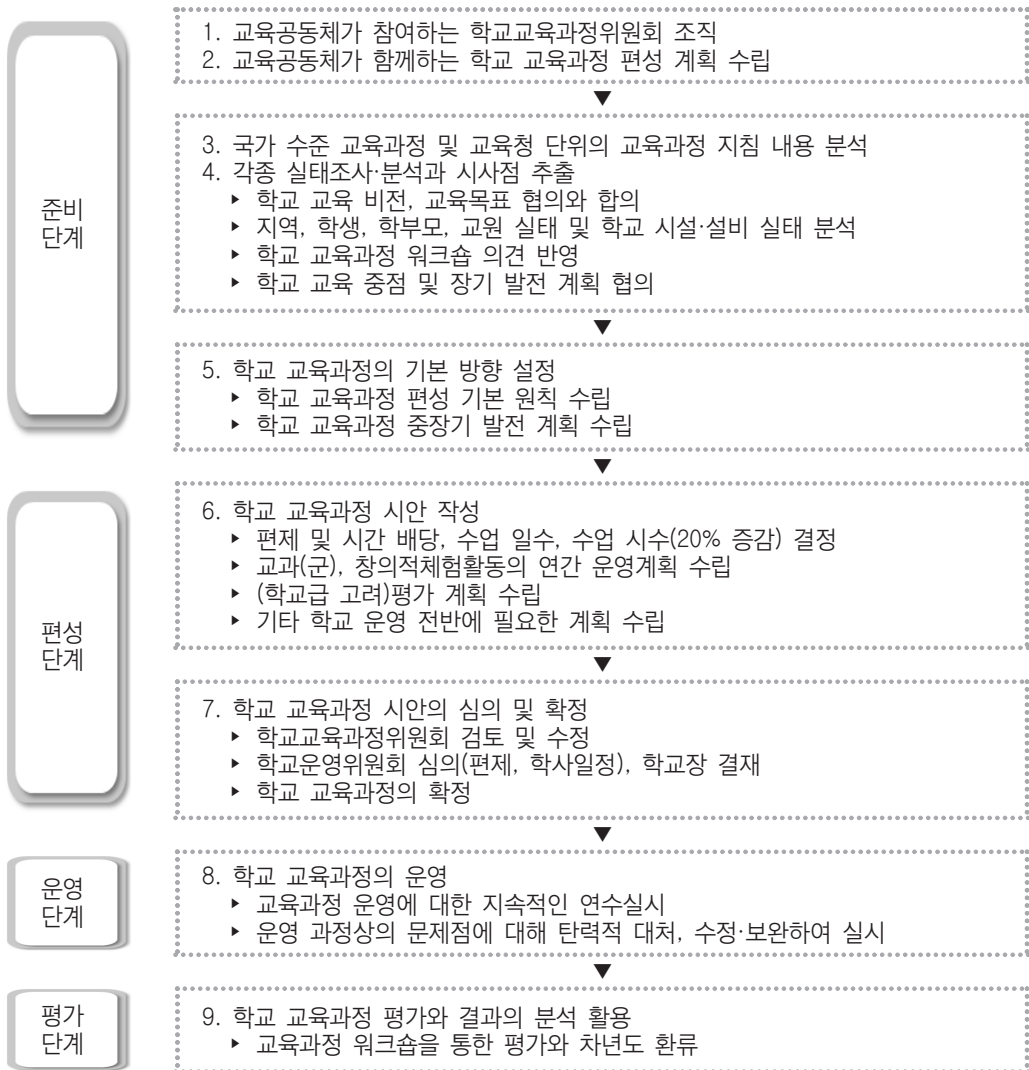 준비
단계
1. 교육공동체가 참여하는 학교교육과정위원회 조직
2. 교육공동체가 함께하는 학교 교육과정 편성 계획 수립
▼
3. 국가 수준 교육과정 및 교육청 단위의 교육과정 지침 내용 분석
4. 각종 실태조사·분석과 시사점 추출
▸ 학교 교육 비전, 교육목표 협의와 합의
▸ 지역, 학생, 학부모, 교원 실태 및 학교 시설·설비 실태 분석
▸ 학교 교육과정 워크숍 의견 반영
▸ 학교 교육 중점 및 장기 발전 계획 협의
▼
5. 학교 교육과정의 기본 방향 설정
▸ 학교 교육과정 편성 기본 원칙 수립
▸ 학교 교육과정 중장기 발전 계획 수립
▼
편성
단계
6. 학교 교육과정 시안 작성
▸ 편제 및 시간 배당, 수업 일수, 수업 시수(20% 증감) 결정
▸ 교과(군), 창의적체험활동의 연간 운영계획 수립
▸ (학교급 고려)평가 계획 수립
▸ 기타 학교 운영 전반에 필요한 계획 수립
▼
7. 학교 교육과정 시안의 심의 및 확정
▸ 학교교육과정위원회 검토 및 수정
▸ 학교운영위원회 심의(편제, 학사일정), 학교장 결재
▸ 학교 교육과정의 확정
▼
운영
단계
8. 학교 교육과정의 운영
▸ 교육과정 운영에 대한 지속적인 연수실시
▸ 운영 과정상의 문제점에 대해 탄력적 대처, 수정·보완하여 실시
▼
평가
단계
9. 학교 교육과정 평가와 결과의 분석 활용
▸ 교육과정 워크숍을 통한 평가와 차년도 환류